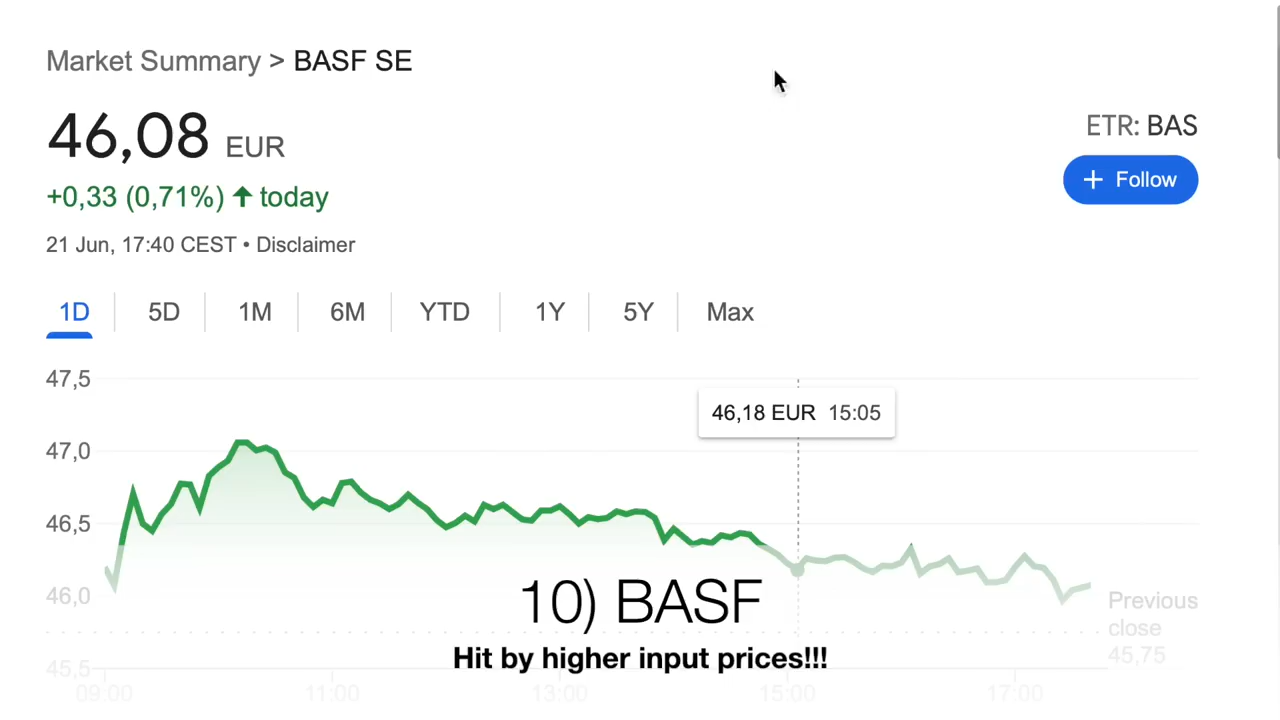 Market Summary > BASF SE
46,08 EUR
ETR: BAS
+0,33 (0,71%) ↑ today
+ Follow
21 Jun, 17:40 CEST • Disclaimer
1D 5D 1M 6M YTD 1Y 5Y Max
47,5
46,18 EUR 15:05
47,0
46,5
46,0
10) BASF
Previous
close
45,75
Hit by higher input prices!!!
45,5
09:00 11:00 13:00 15:00 17:00